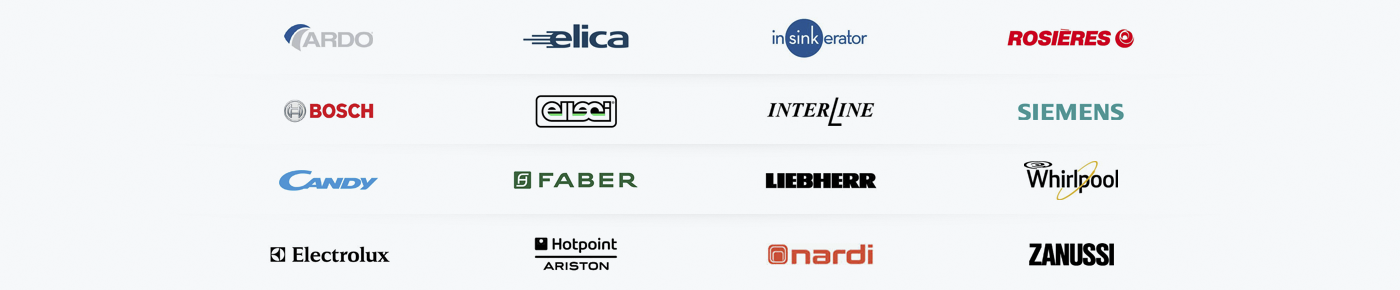 ARDO
elica
insinkerator
ROSIÈRES
BOSCH
elleci
INTERLINE
SIEMENS
CANDY
FABER
LIEBHERR
Whirlpool
Electrolux
Hotpoint
ARISTON
nardi
ZANUSSI